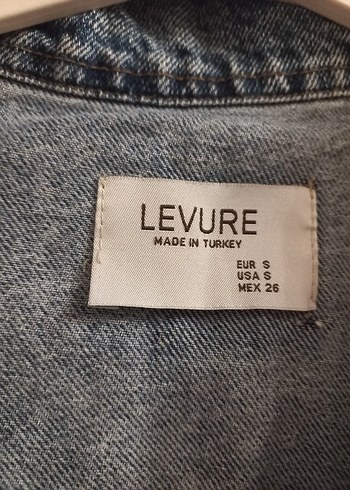 LEVURE
MADE IN TURKEY
EUR S
USA S
MEX 26